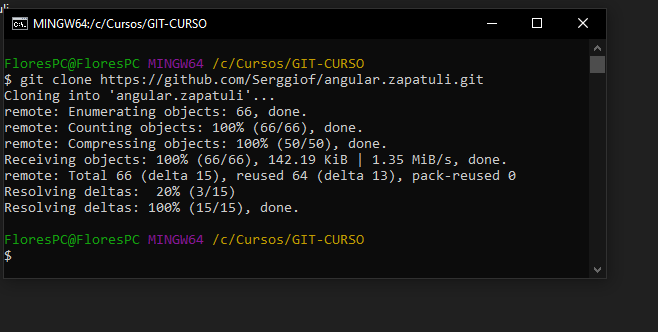 MINGW64:/c/Cursos/GIT-CURSO
FloresPC@FloresPC MINGW64 /c/Cursos/GIT-CURSO
$ git clone https://github.com/Serggiof/angular.zapatuli.git
Cloning into 'angular.zapatuli'...
remote: Enumerating objects: 66, done.
remote: Counting objects: 100% (66/66), done.
remote: Compressing objects: 100% (50/50), done.
Receiving objects: 100% (66/66), 142.19 KiB | 1.35 MiB/s, done.
remote: Total 66 (delta 15), reused 64 (delta 13), pack-reused 0
Resolving deltas:  20% (3/15)
Resolving deltas: 100% (15/15), done.
FloresPC@FloresPC MINGW64 /c/Cursos/GIT-CURSO
$